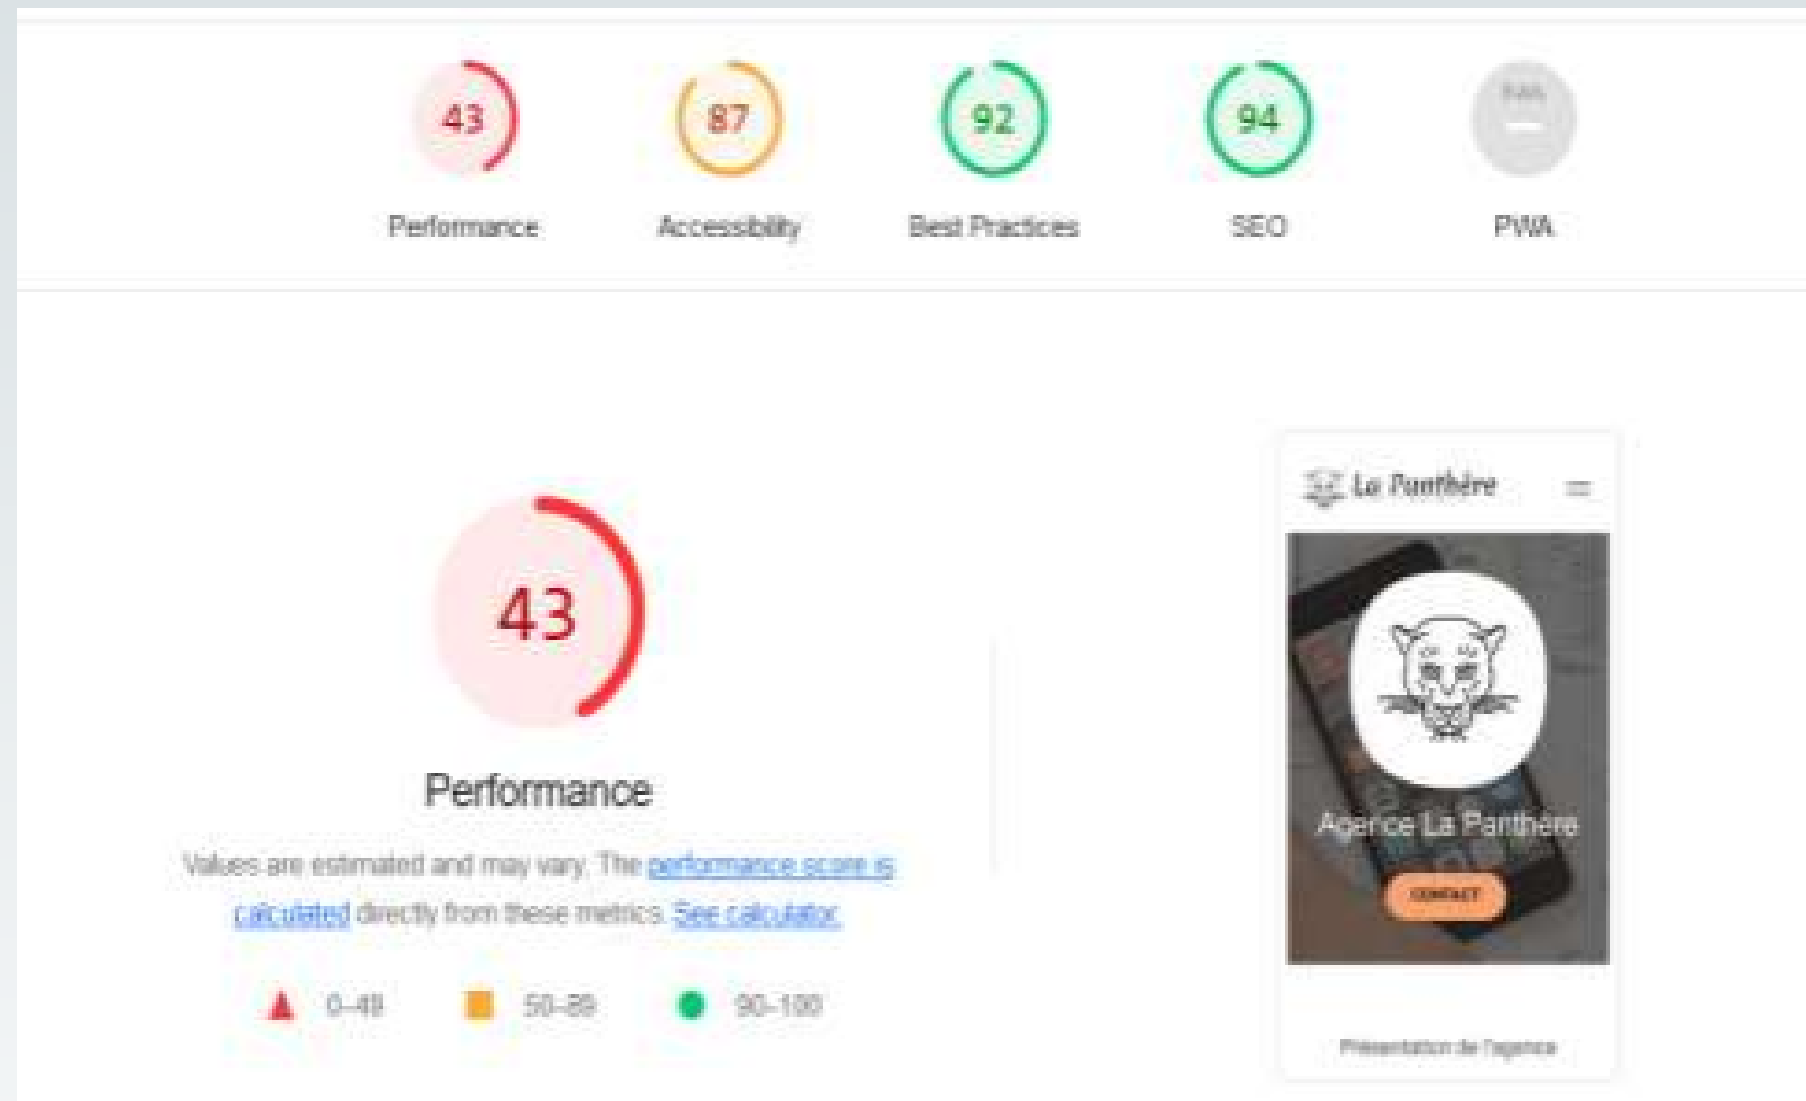 43
87
92
94
PWA
Performance
Accessibility
Best Practices
SEO
PWA
43
Performance
Values are estimated and may vary. The performance score is
calculated directly from these metrics. See calculator.
0–49
50–89
90–100
La Panthère
Agence La Panthère
CONTACT
Présentation de l'agence